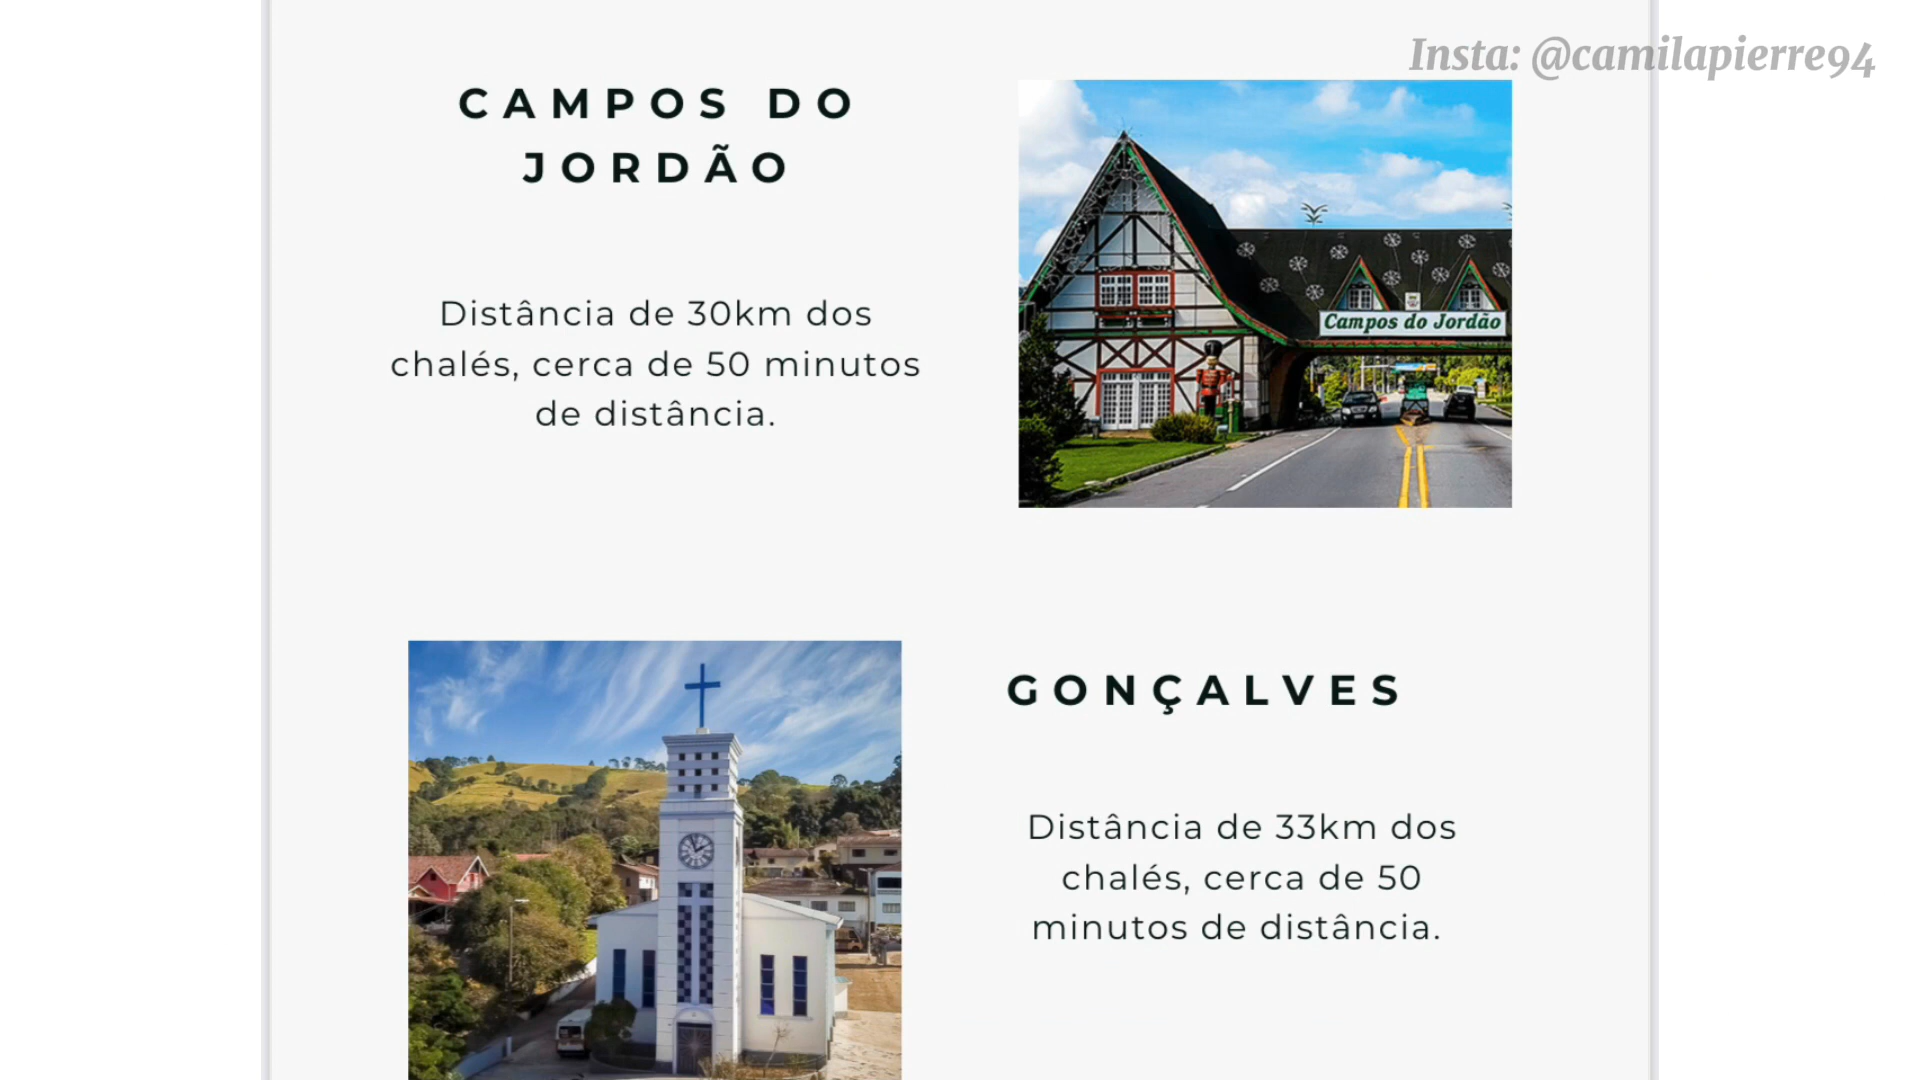 Insta: @camilapierre94
CAMPOS DO
JORDÃO
Distância de 30km dos
chalés, cerca de 50 minutos
de distância.
Campos do Jordão
GONÇALVES
Distância de 33km dos
chalés, cerca de 50
minutos de distância.